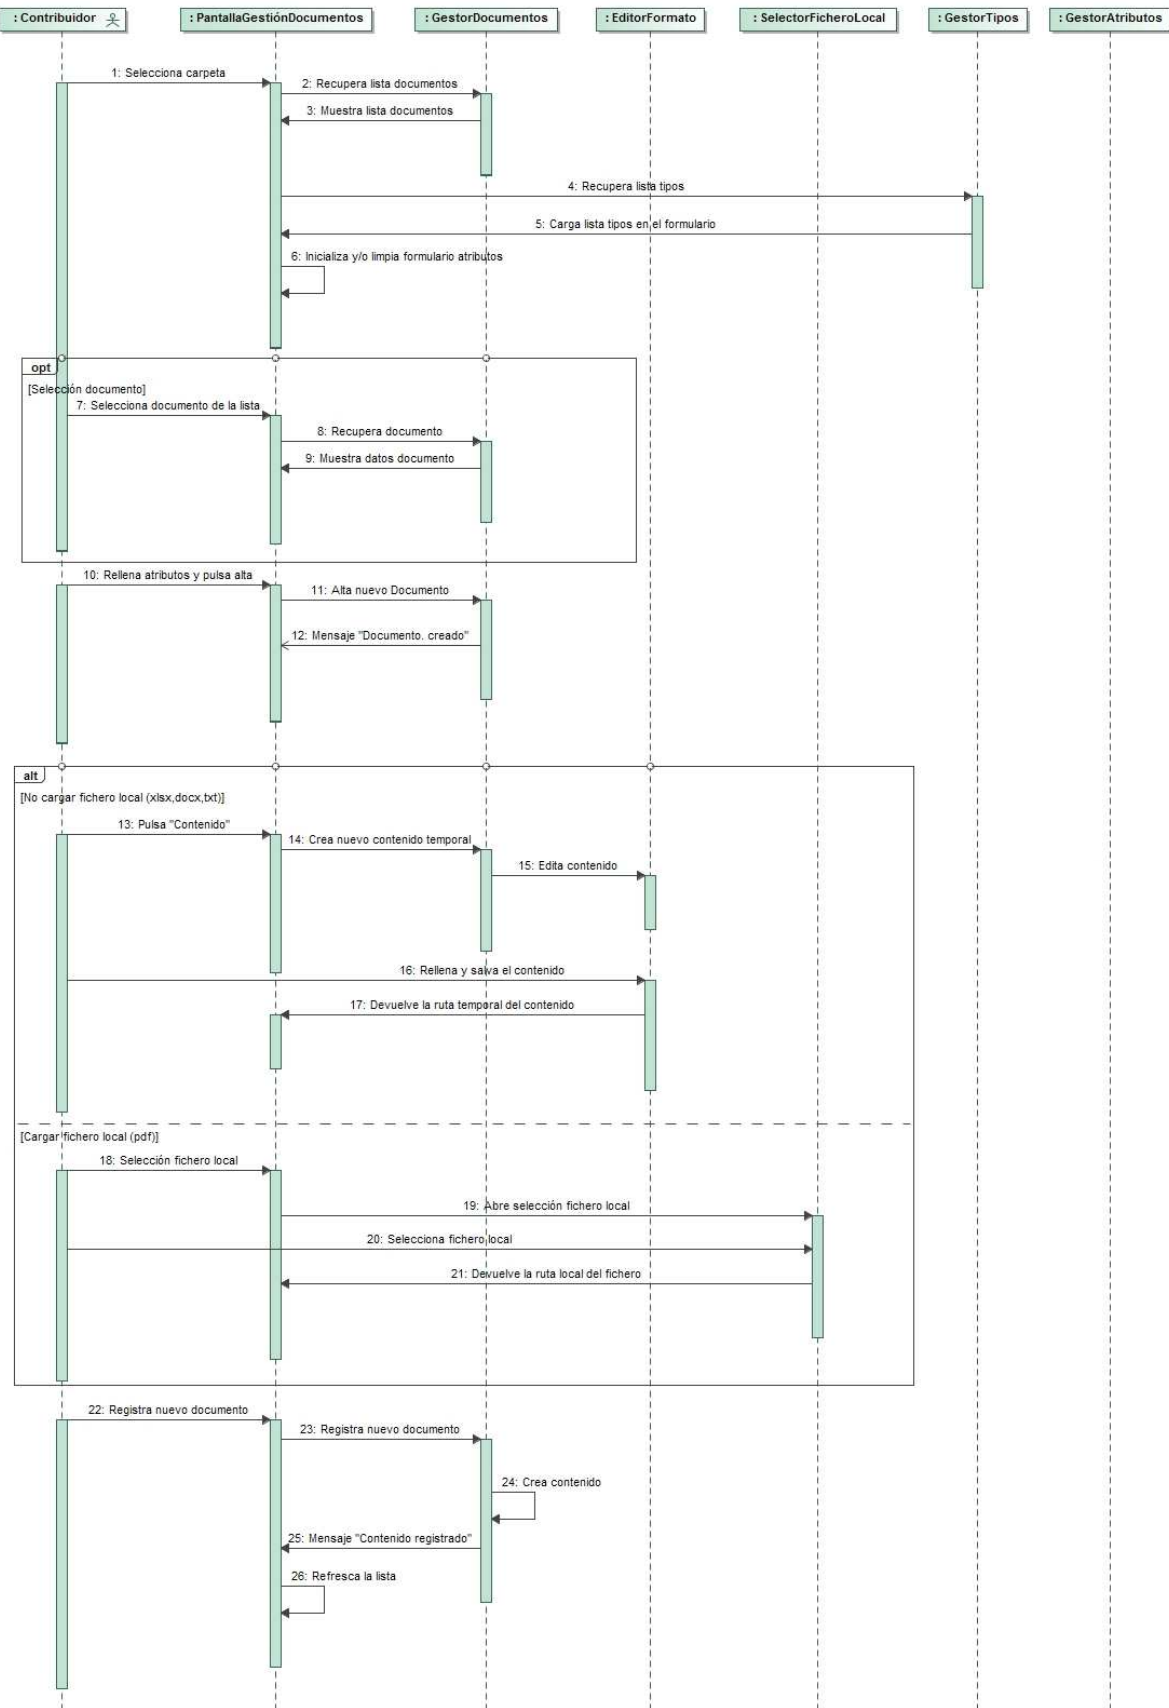 : Contribuidor
: PantallaGestiónDocumentos
: GestorDocumentos
: EditorFormato
: SelectorFicheroLocal
: GestorTipos
: GestorAtributos
1: Selecciona carpeta
2: Recupera lista documentos
3: Muestra lista documentos
4: Recupera lista tipos
5: Carga lista tipos en el formulario
6: Inicializa y/o limpia formulario atributos
opt
[Selección documento]
7: Selecciona documento de la lista
8: Recupera documento
9: Muestra datos documento
10: Rellena atributos y pulsa alta
11: Alta nuevo Documento
12: Mensaje "Documento. creado"
alt
[No cargar fichero local (xlsx,docx,txt)]
13: Pulsa "Contenido"
14: Crea nuevo contenido temporal
15: Edita contenido
16: Rellena y salva el contenido
17: Devuelve la ruta temporal del contenido
[Cargar fichero local (pdf)]
18: Selección fichero local
19: Abre selección fichero local
20: Selecciona fichero local
21: Devuelve la ruta local del fichero
22: Registra nuevo documento
23: Registra nuevo documento
24: Crea contenido
25: Mensaje "Contenido registrado"
26: Refresca la lista